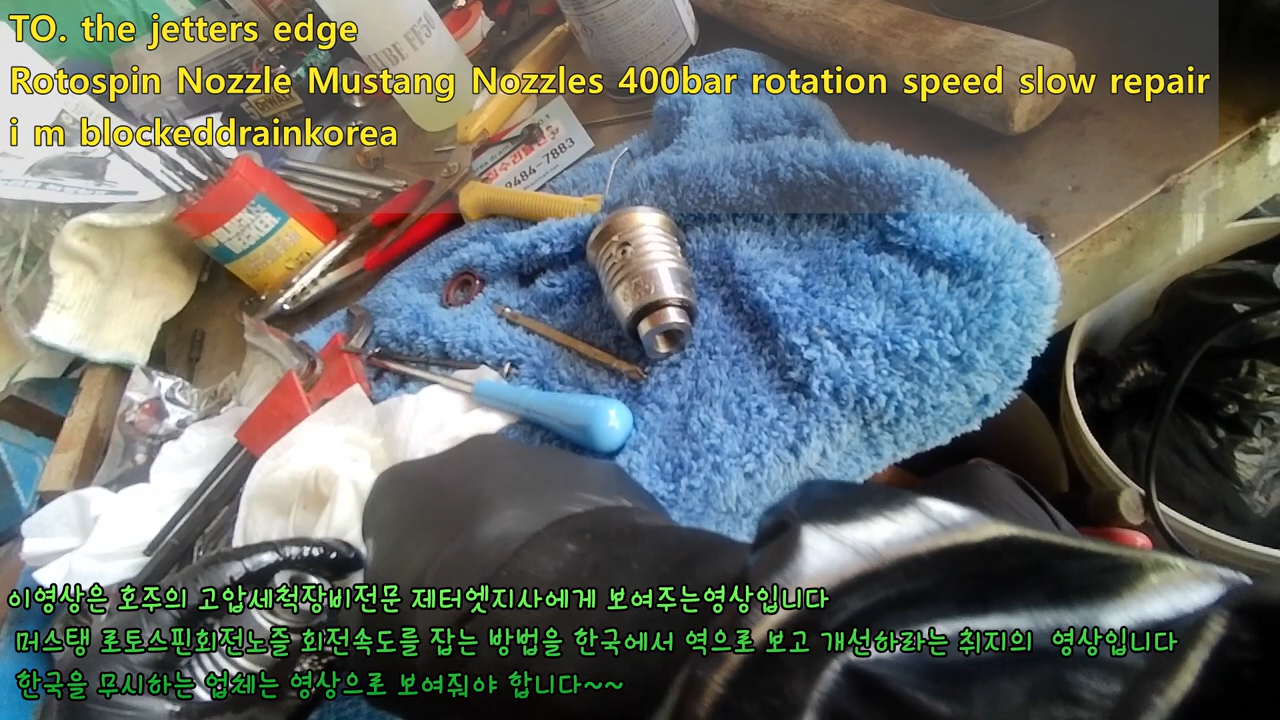 TO. the jetters edge
Rotospin Nozzle Mustang Nozzles 400bar rotation speed slow repair
i m blockeddrainkorea
LUBE FF50
9484-7883
이영상은 호주의 고압세척장비전문 제터엣지사에게 보여주는영상입니다
머스탱 로토스핀회전노즐 회전속도를 잡는 방법을 한국에서 역으로 보고 개선하라는 취지의 영상입니다
한국을 무시하는 업체는 영상으로 보여줘야 합니다~~